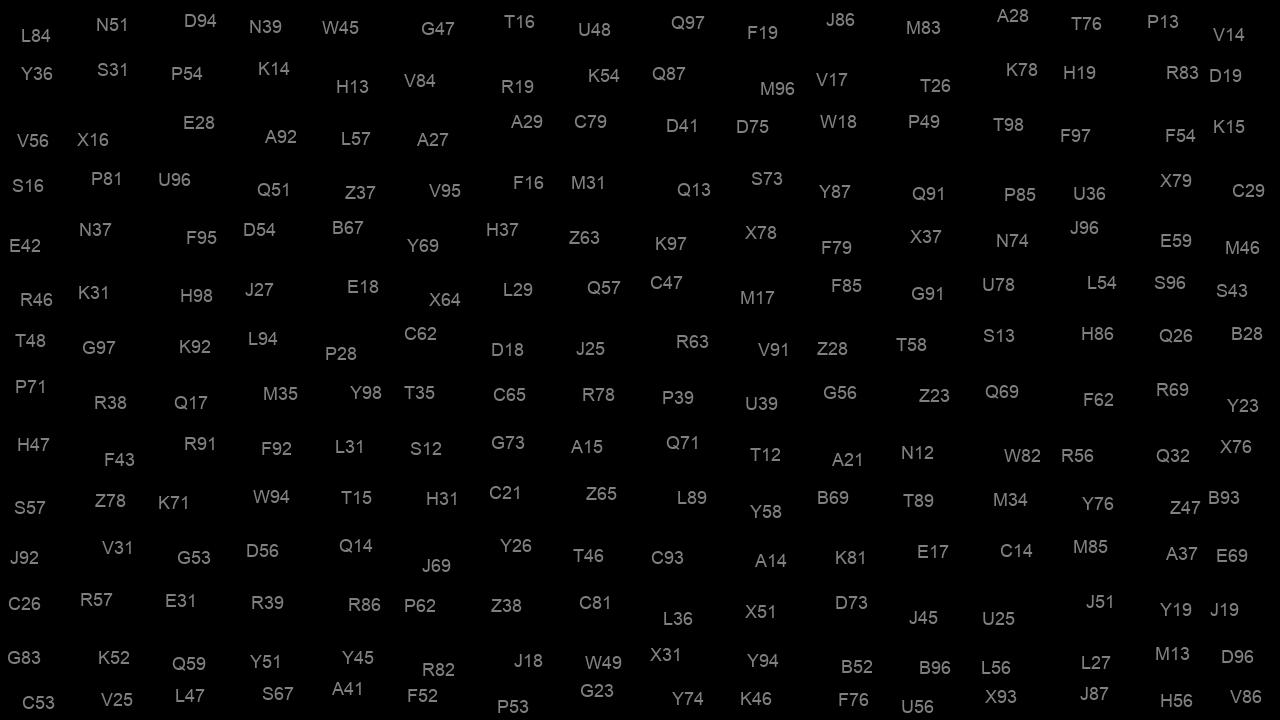 L84 N51 D94 N39 W45 G47 T16 U48 Q97 F19 J86 M83 A28 T76 P13 V14
Y36 S31 P54 K14 H13 V84 R19 K54 Q87 M96 V17 T26 K78 H19 R83 D19
V56 X16 E28 A92 L57 A27 A29 C79 D41 D75 W18 P49 T98 F97 F54 K15
S16 P81 U96 Q51 Z37 V95 F16 M31 Q13 S73 Y87 Q91 P85 U36 X79 C29
E42 N37 F95 D54 B67 Y69 H37 Z63 K97 X78 F79 X37 N74 J96 E59 M46
R46 K31 H98 J27 E18 X64 L29 Q57 C47 M17 F85 G91 U78 L54 S96 S43
T48 G97 K92 L94 P28 C62 D18 J25 R63 V91 Z28 T58 S13 H86 Q26 B28
P71 R38 Q17 M35 Y98 T35 C65 R78 P39 U39 G56 Z23 Q69 F62 R69 Y23
H47 F43 R91 F92 L31 S12 G73 A15 Q71 T12 A21 N12 W82 R56 Q32 X76
S57 Z78 K71 W94 T15 H31 C21 Z65 L89 Y58 B69 T89 M34 Y76 Z47 B93
J92 V31 G53 D56 Q14 J69 Y26 T46 C93 A14 K81 E17 C14 M85 A37 E69
C26 R57 E31 R39 R86 P62 Z38 C81 L36 X51 D73 J45 U25 J51 Y19 J19
G83 K52 Q59 Y51 Y45 R82 J18 W49 X31 Y94 B52 B96 L56 L27 M13 D96
C53 V25 L47 S67 A41 F52 P53 G23 Y74 K46 F76 U56 X93 J87 H56 V86